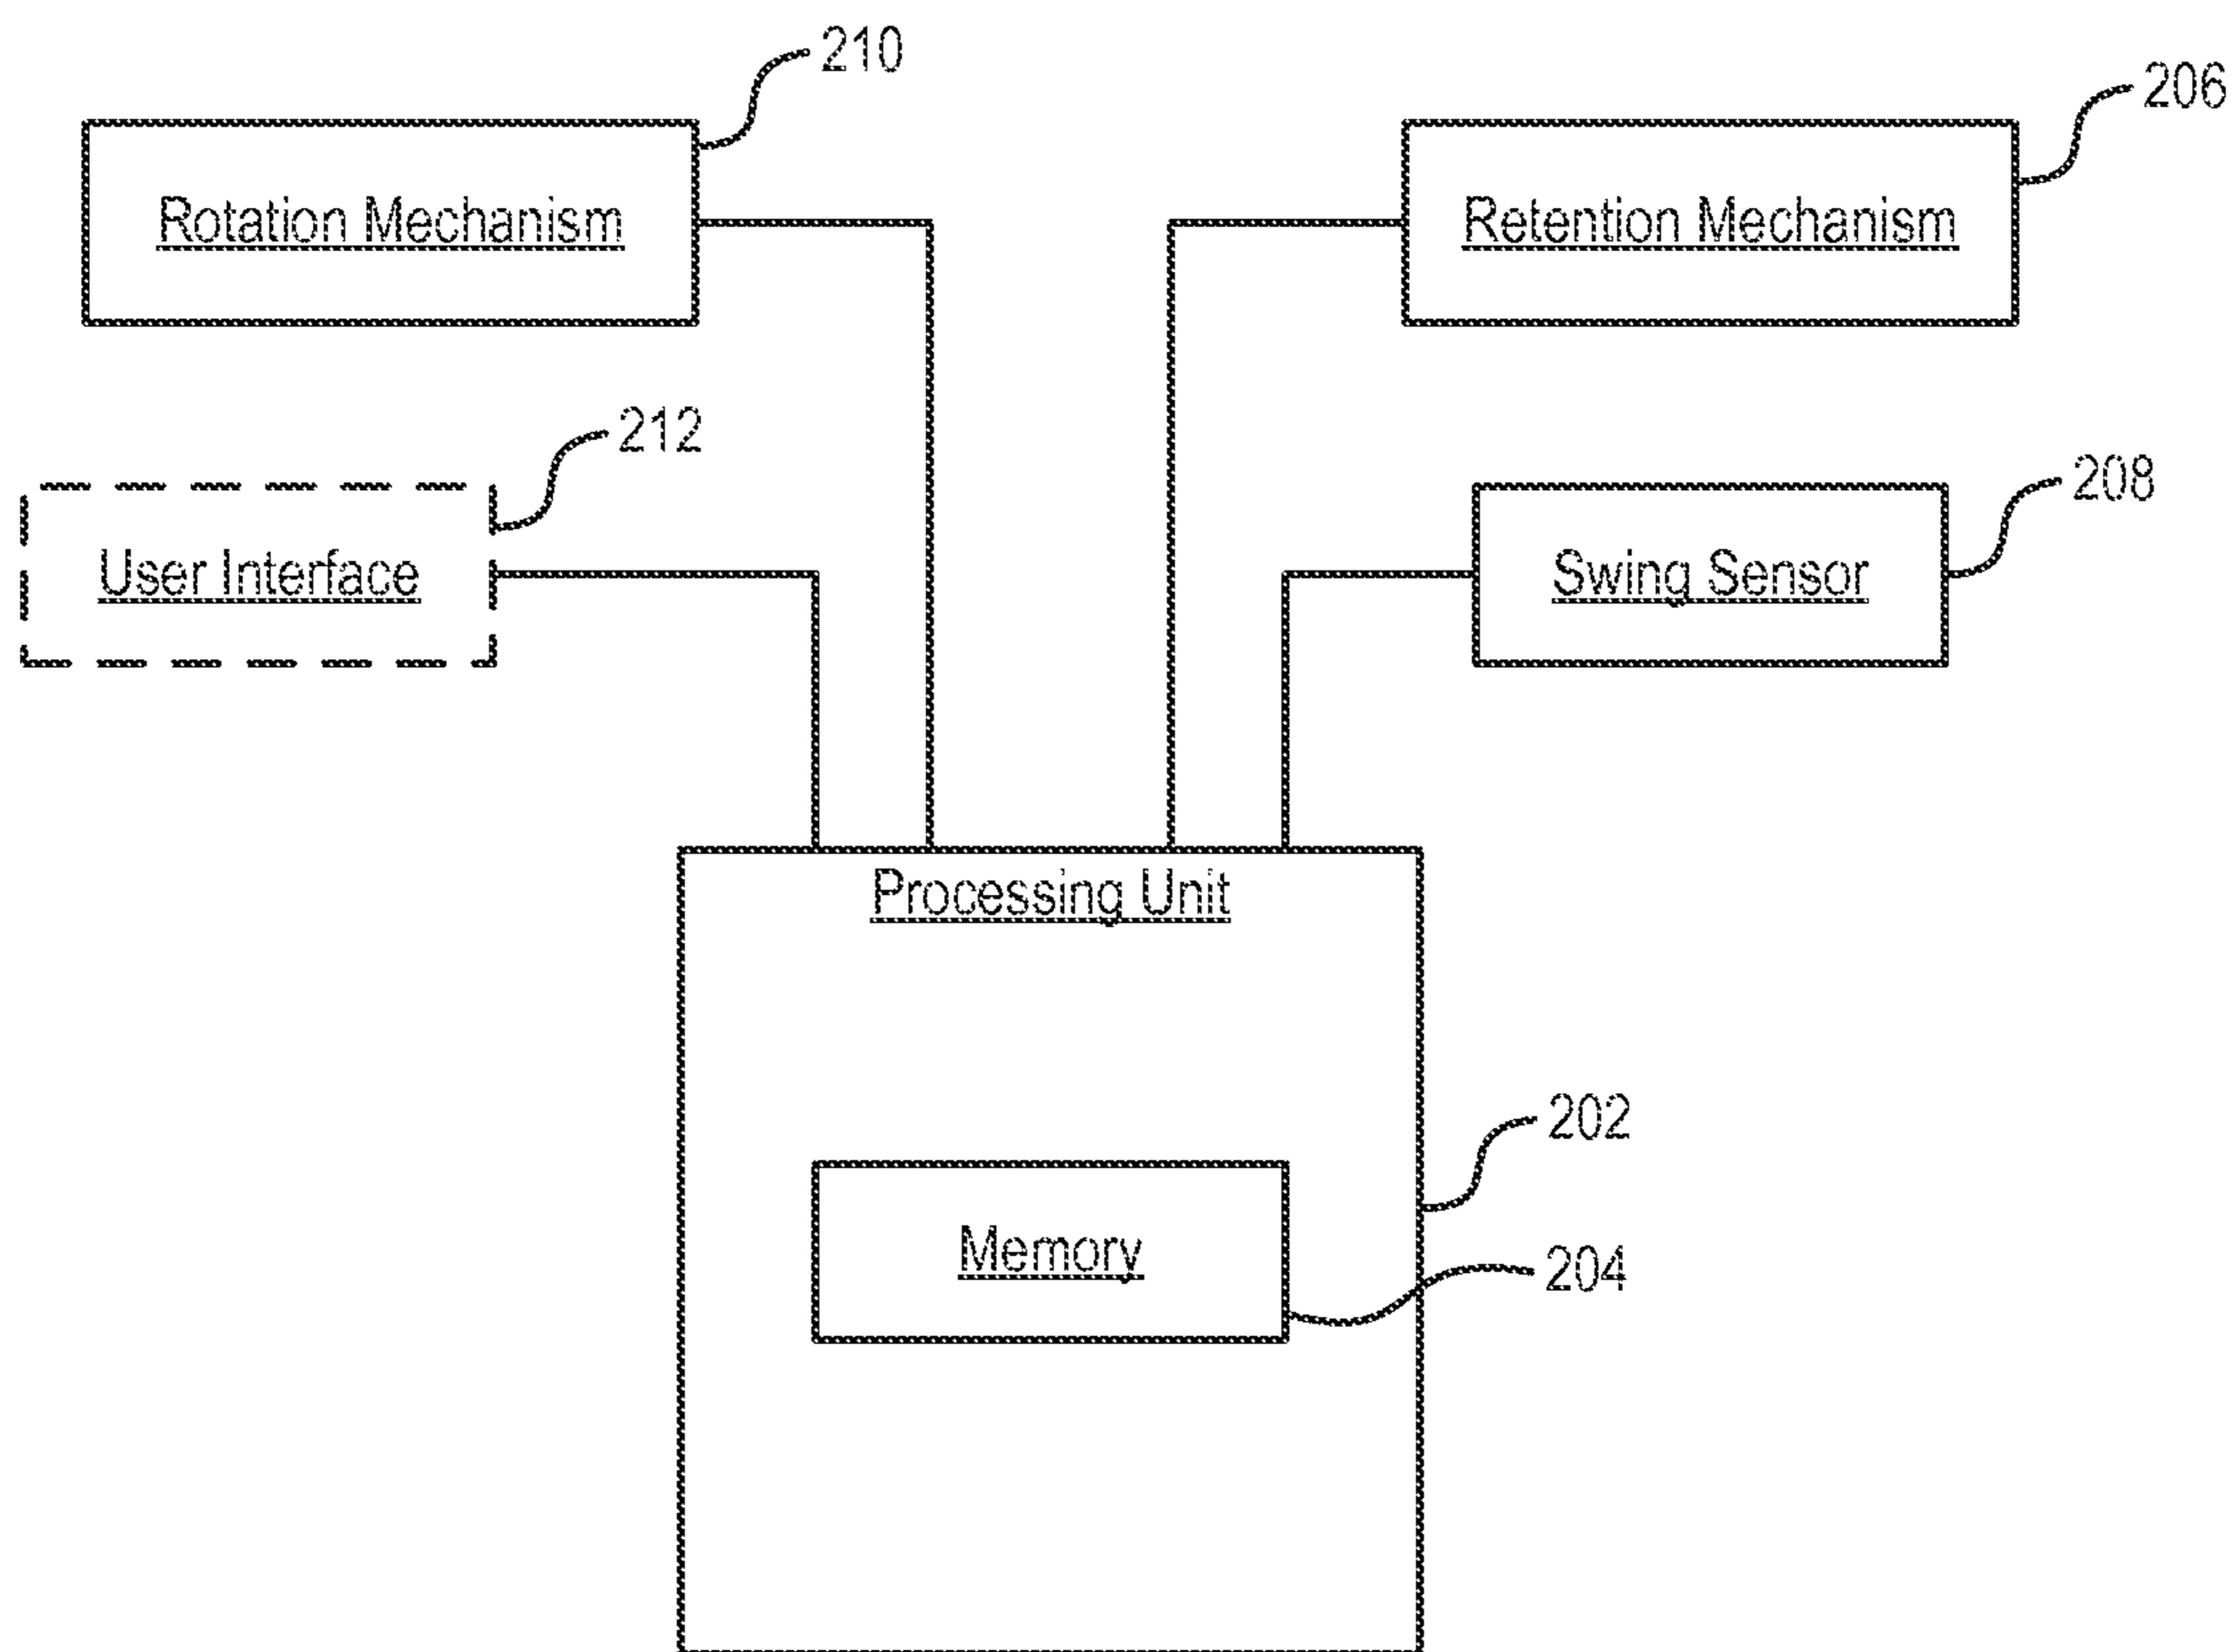 210
206
Rotation Mechanism
Retention Mechanism
212
208
User Interface
Swing Sensor
Processing Unit
202
Memory
204